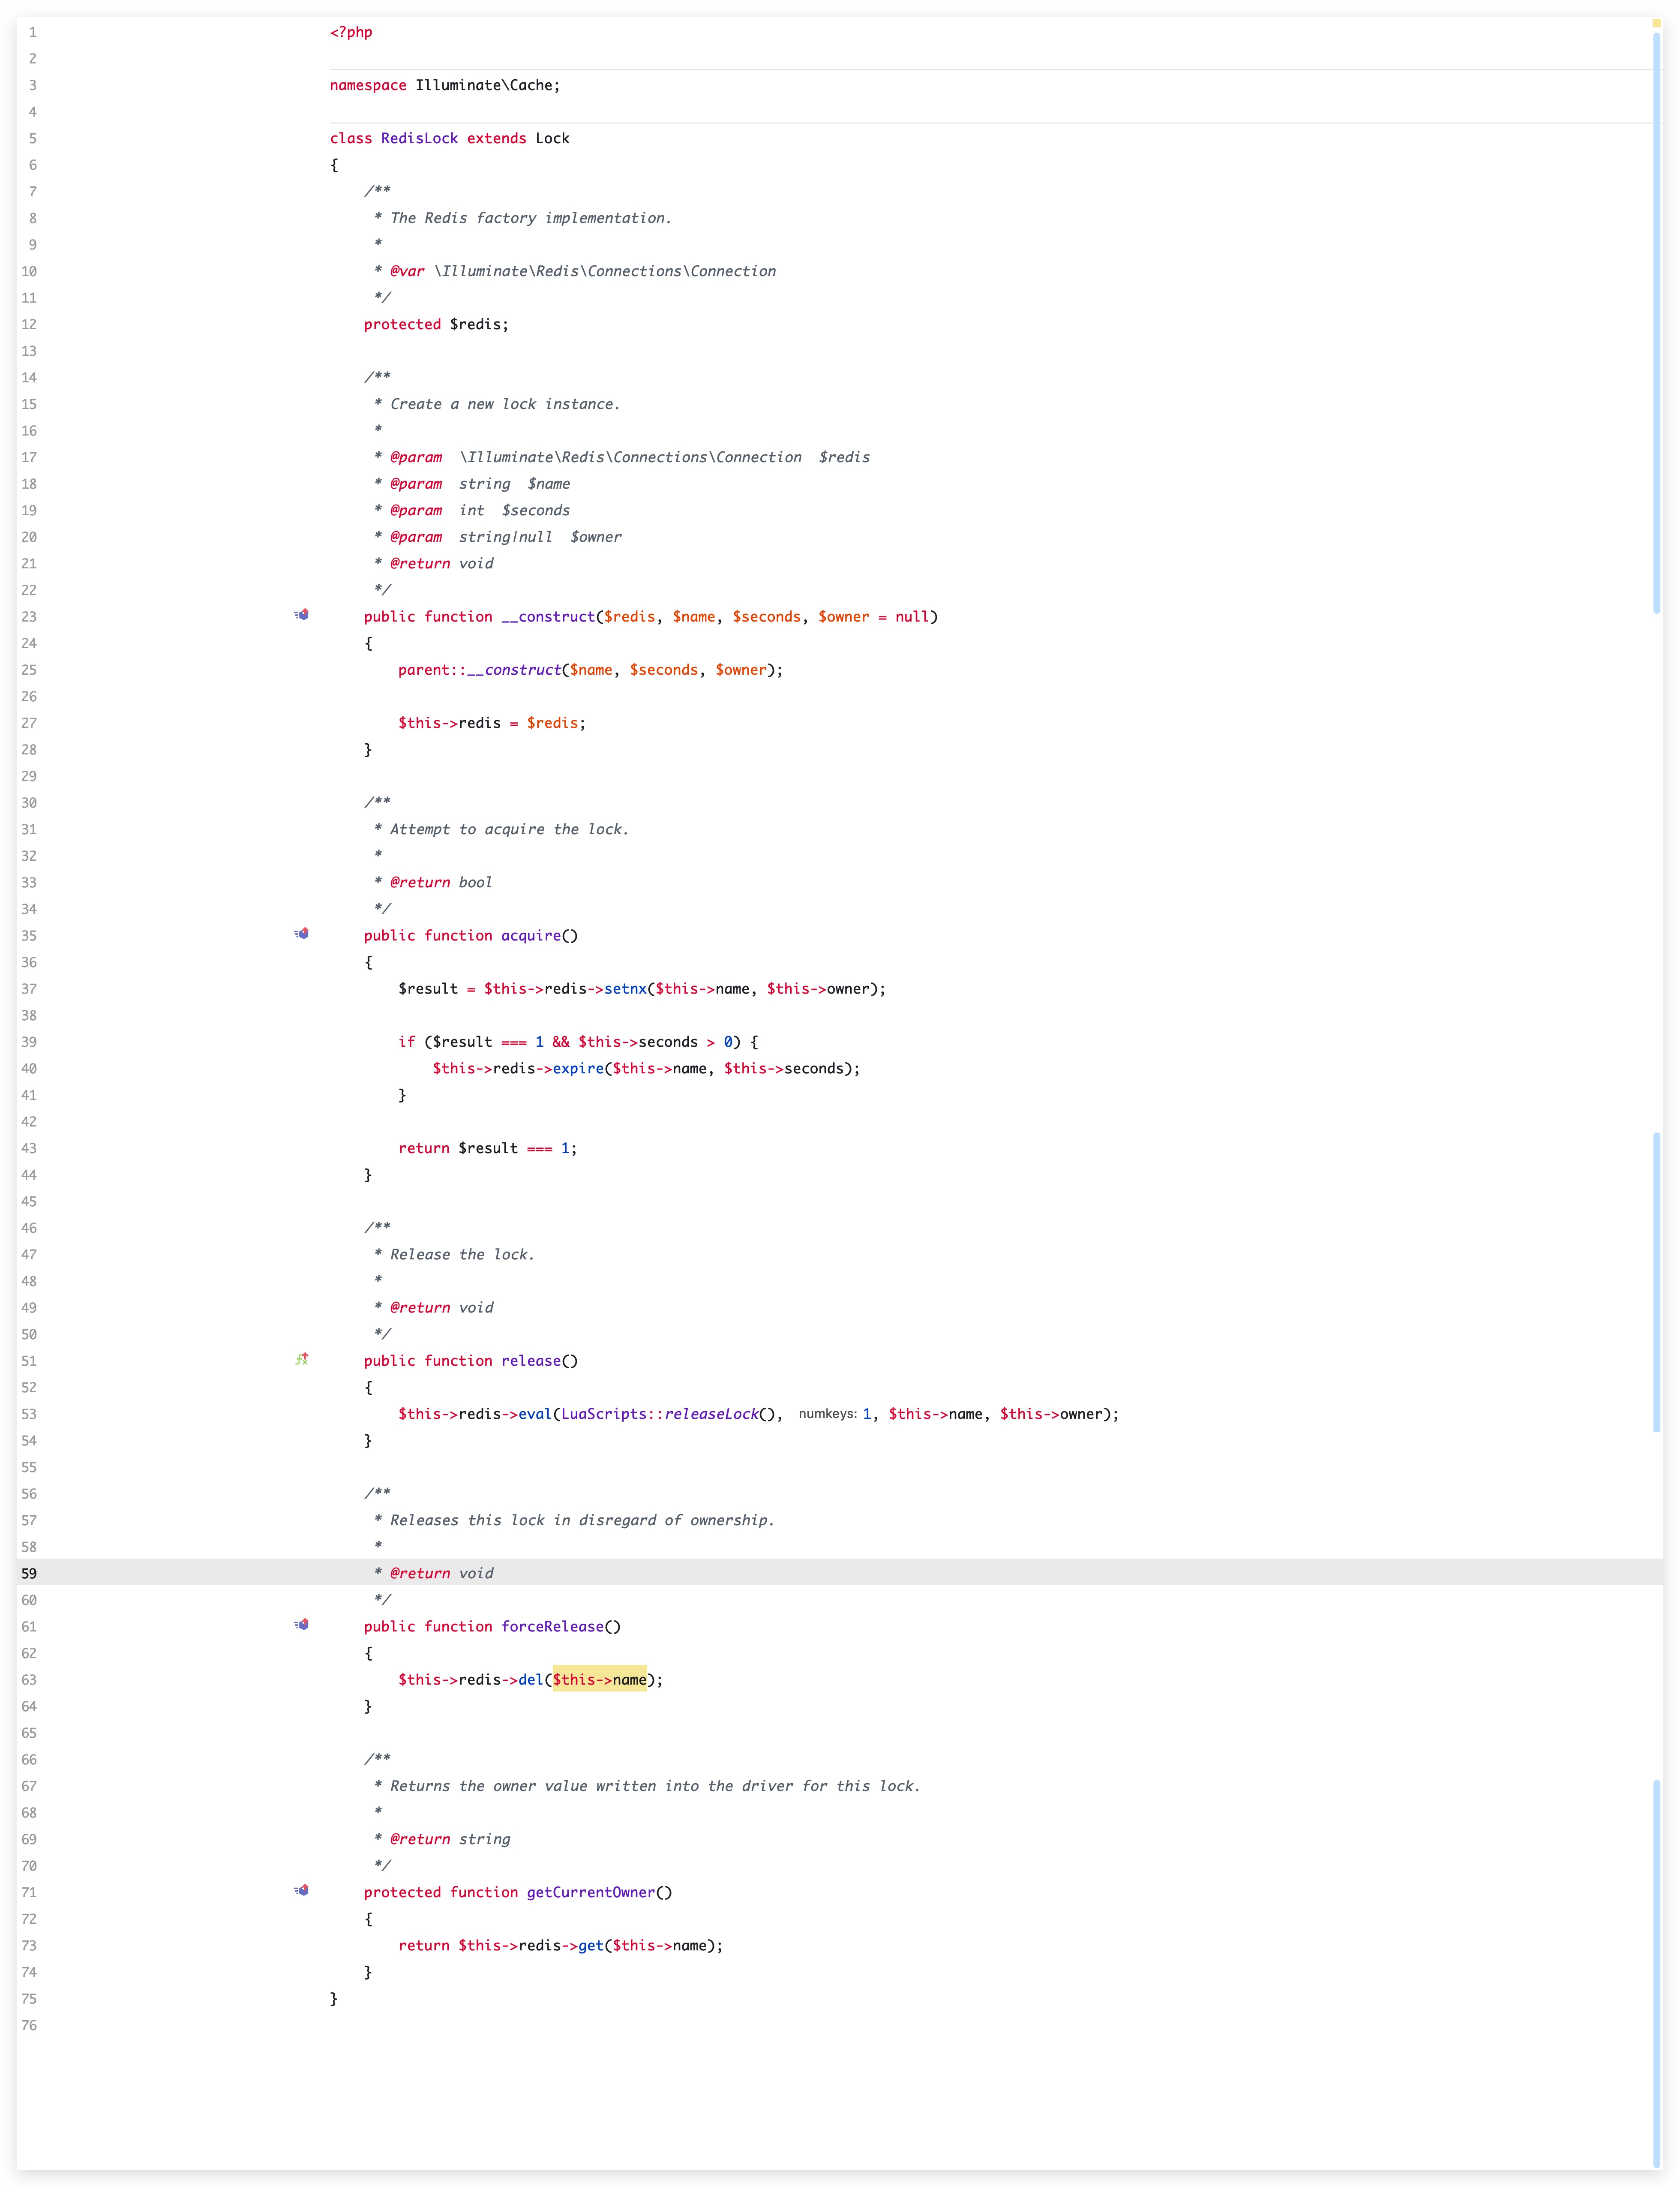 1 <?php
2
3 namespace Illuminate\Cache;
4
5 class RedisLock extends Lock
6 {
7     /**
8      * The Redis factory implementation.
9      *
10      * @var \Illuminate\Redis\Connections\Connection
11      */
12     protected $redis;
13
14     /**
15      * Create a new lock instance.
16      *
17      * @param  \Illuminate\Redis\Connections\Connection  $redis
18      * @param  string  $name
19      * @param  int  $seconds
20      * @param  string|null  $owner
21      * @return void
22      */
23     public function __construct($redis, $name, $seconds, $owner = null)
24     {
25         parent::__construct($name, $seconds, $owner);
26
27         $this->redis = $redis;
28     }
29
30     /**
31      * Attempt to acquire the lock.
32      *
33      * @return bool
34      */
35     public function acquire()
36     {
37         $result = $this->redis->setnx($this->name, $this->owner);
38
39         if ($result === 1 && $this->seconds > 0) {
40             $this->redis->expire($this->name, $this->seconds);
41         }
42
43         return $result === 1;
44     }
45
46     /**
47      * Release the lock.
48      *
49      * @return void
50      */
51     public function release()
52     {
53         $this->redis->eval(LuaScripts::releaseLock(), numkeys: 1, $this->name, $this->owner);
54     }
55
56     /**
57      * Releases this lock in disregard of ownership.
58      *
59      * @return void
60      */
61     public function forceRelease()
62     {
63         $this->redis->del($this->name);
64     }
65
66     /**
67      * Returns the owner value written into the driver for this lock.
68      *
69      * @return string
70      */
71     protected function getCurrentOwner()
72     {
73         return $this->redis->get($this->name);
74     }
75 }
76